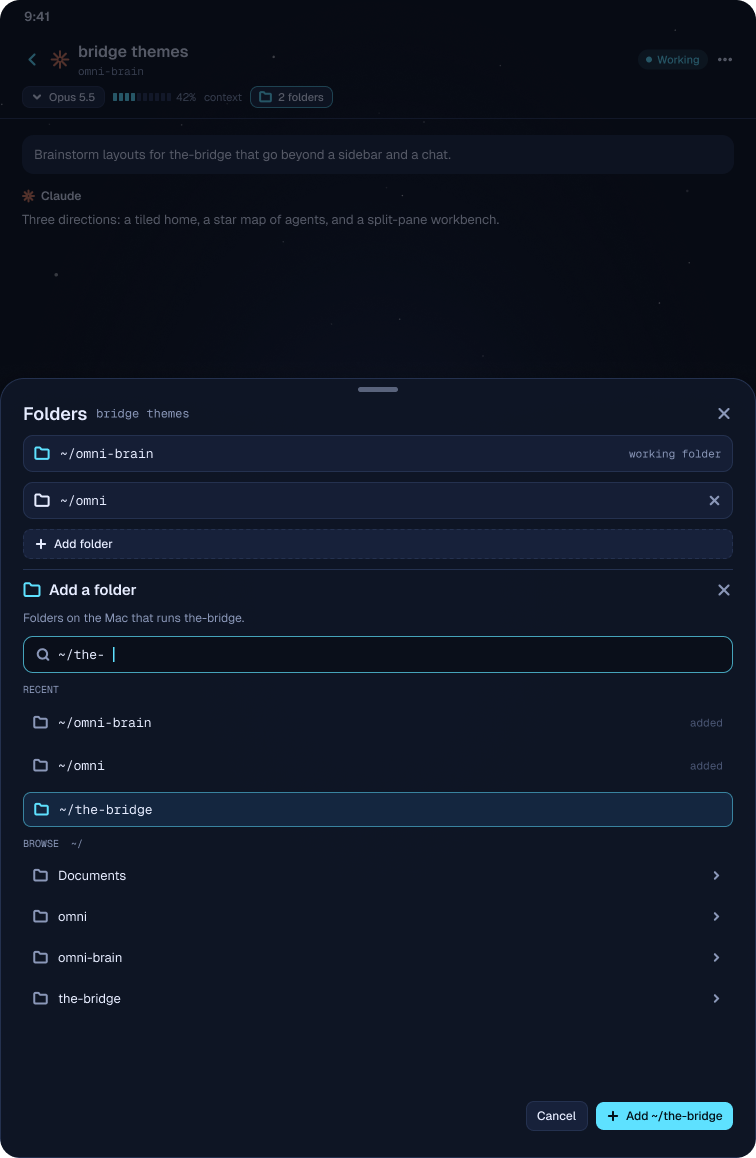 9:41
bridge themes
omni-brain
Working
Opus 5.5
42% context
2 folders
Brainstorm layouts for the-bridge that go beyond a sidebar and a chat.
Claude
Three directions: a tiled home, a star map of agents, and a split-pane workbench.
Folders bridge themes
~/omni-brain working folder
~/omni
Add folder
Add a folder
Folders on the Mac that runs the-bridge.
~/the-
RECENT
~/omni-brain added
~/omni added
~/the-bridge
BROWSE ~/
Documents
omni
omni-brain
the-bridge
Cancel
Add ~/the-bridge